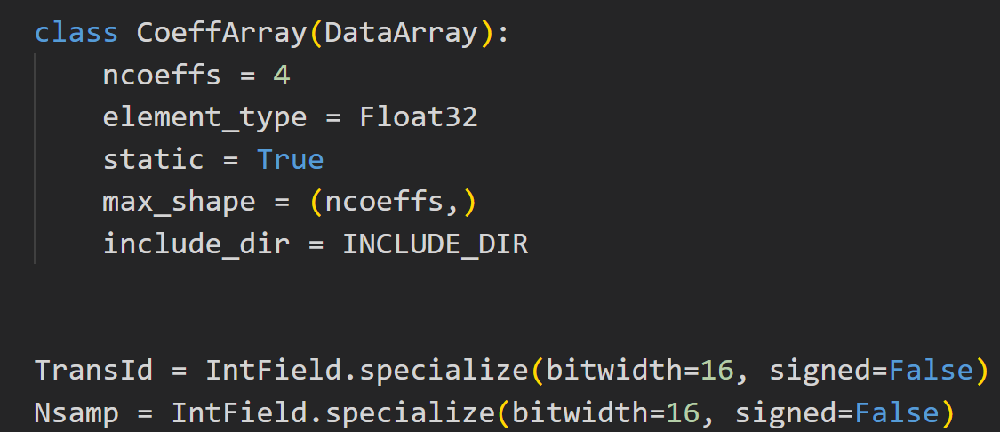 class CoeffArray(DataArray):
    ncoeffs = 4
    element_type = Float32
    static = True
    max_shape = (ncoeffs,)
    include_dir = INCLUDE_DIR
TransId = IntField.specialize(bitwidth=16, signed=False)
Nsamp = IntField.specialize(bitwidth=16, signed=False)